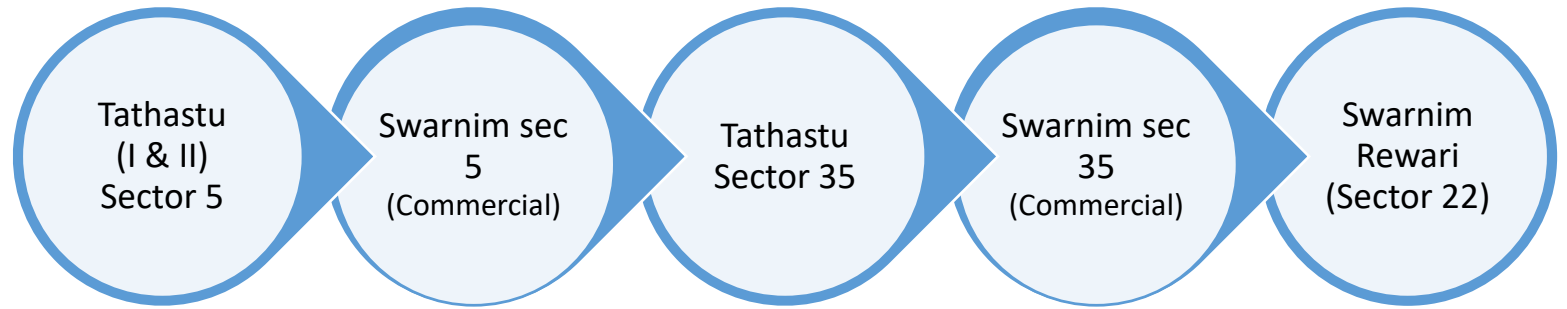 Tathastu
(I & II)
Sector 5
Swarnim sec
5
(Commercial)
Tathastu
Sector 35
Swarnim sec
35
(Commercial)
Swarnim
Rewari
(Sector 22)